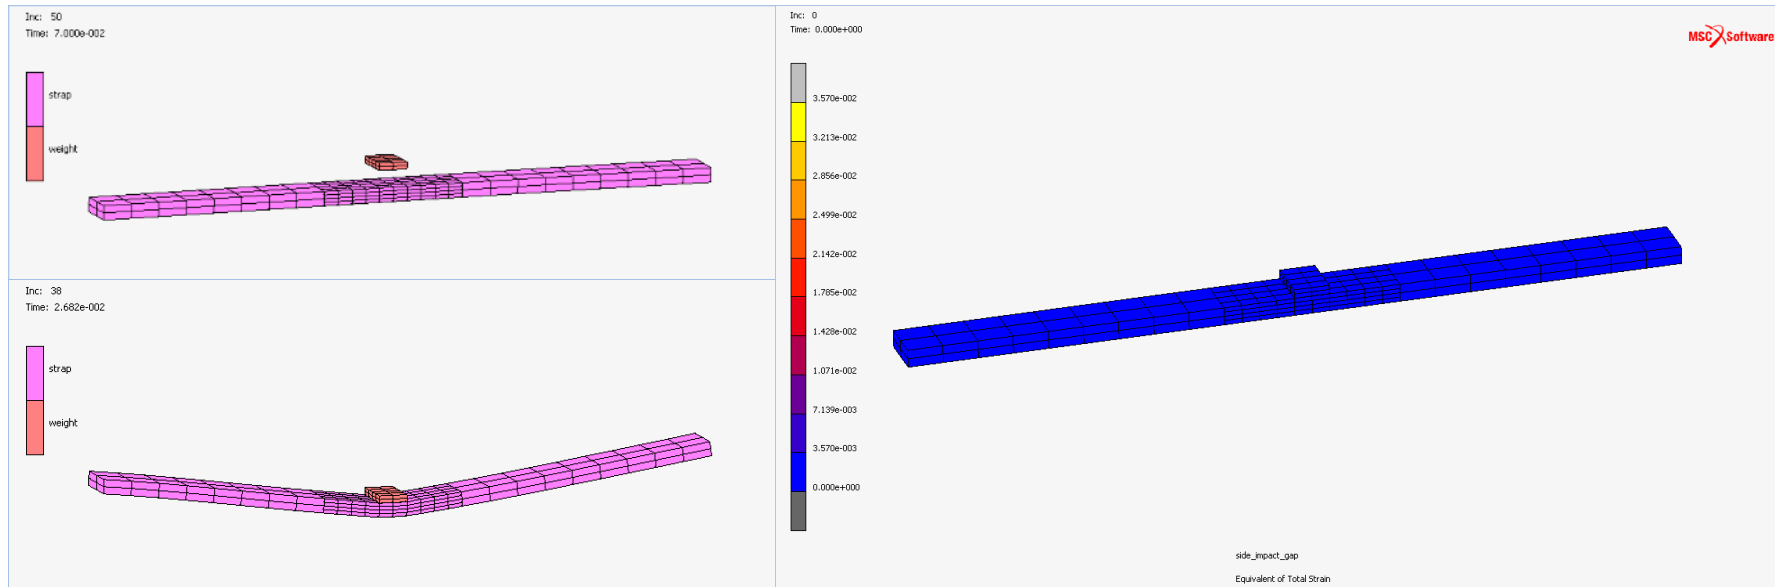 Inc: 50
Time: 7.000e-002
strap
weight
Inc: 38
Time: 2.682e-002
strap
weight
Inc: 0
Time: 0.000e+000
MSC Software
3.570e-002
3.213e-002
2.856e-002
2.499e-002
2.142e-002
1.785e-002
1.428e-002
1.071e-002
7.139e-003
3.570e-003
0.000e+000
side_impact_gap
Equivalent of Total Strain